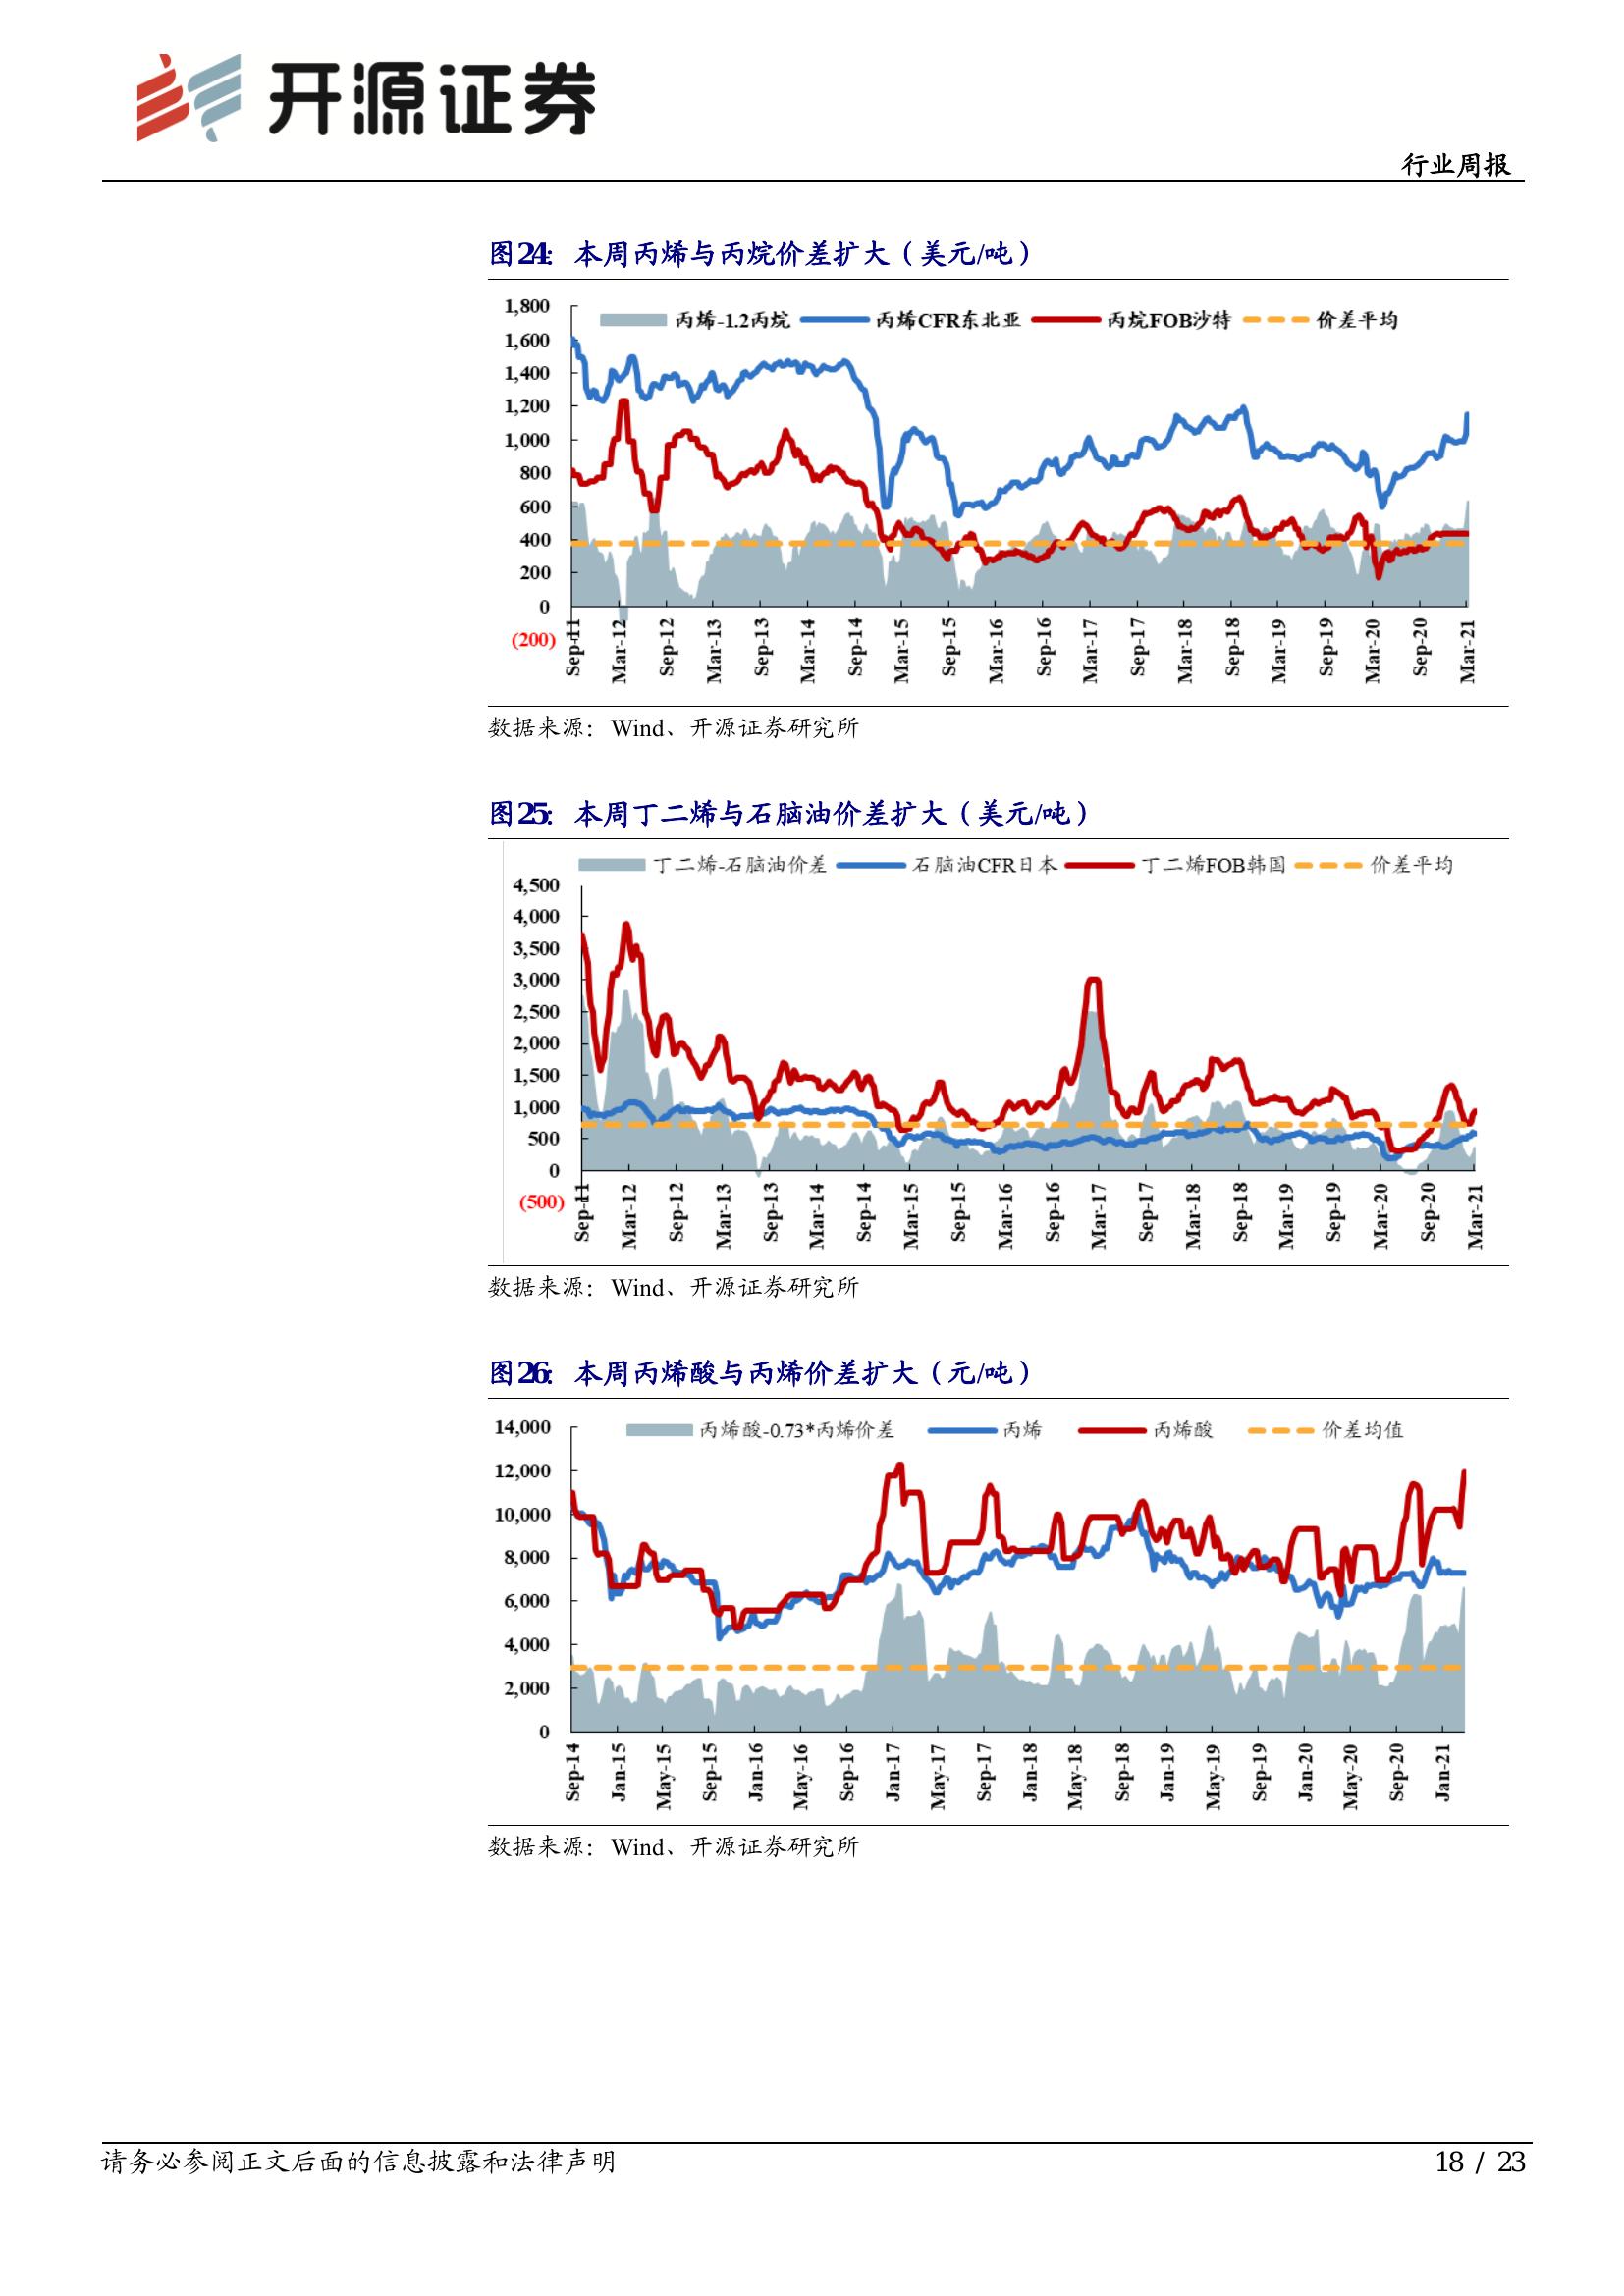 开源证券
行业周报
图24: 本周丙烯与丙烷价差扩大（美元/吨）
1,800
1,600
1,400
1,200
1,000
800
600
400
200
0
(200)
丙烯-1.2丙烷 丙烯CFR东北亚 丙烷FOB沙特 价差平均
Sep-11 Mar-12 Sep-12 Mar-13 Sep-13 Mar-14 Sep-14 Mar-15 Sep-15 Mar-16 Sep-16 Mar-17 Sep-17 Mar-18 Sep-18 Mar-19 Sep-19 Mar-20 Sep-20 Mar-21
数据来源：Wind、开源证券研究所
图25: 本周丁二烯与石脑油价差扩大（美元/吨）
丁二烯-石脑油价差 石脑油CFR日本 丁二烯FOB韩国 价差平均
4,500
4,000
3,500
3,000
2,500
2,000
1,500
1,000
500
0
(500)
Sep-11 Mar-12 Sep-12 Mar-13 Sep-13 Mar-14 Sep-14 Mar-15 Sep-15 Mar-16 Sep-16 Mar-17 Sep-17 Mar-18 Sep-18 Mar-19 Sep-19 Mar-20 Sep-20 Mar-21
数据来源：Wind、开源证券研究所
图26: 本周丙烯酸与丙烯价差扩大（元/吨）
丙烯酸-0.73*丙烯价差 丙烯 丙烯酸 价差均值
14,000
12,000
10,000
8,000
6,000
4,000
2,000
0
Sep-14 Jan-15 May-15 Sep-15 Jan-16 May-16 Sep-16 Jan-17 May-17 Sep-17 Jan-18 May-18 Sep-18 Jan-19 May-19 Sep-19 Jan-20 May-20 Sep-20 Jan-21
数据来源：Wind、开源证券研究所
请务必参阅正文后面的信息披露和法律声明
18 / 23